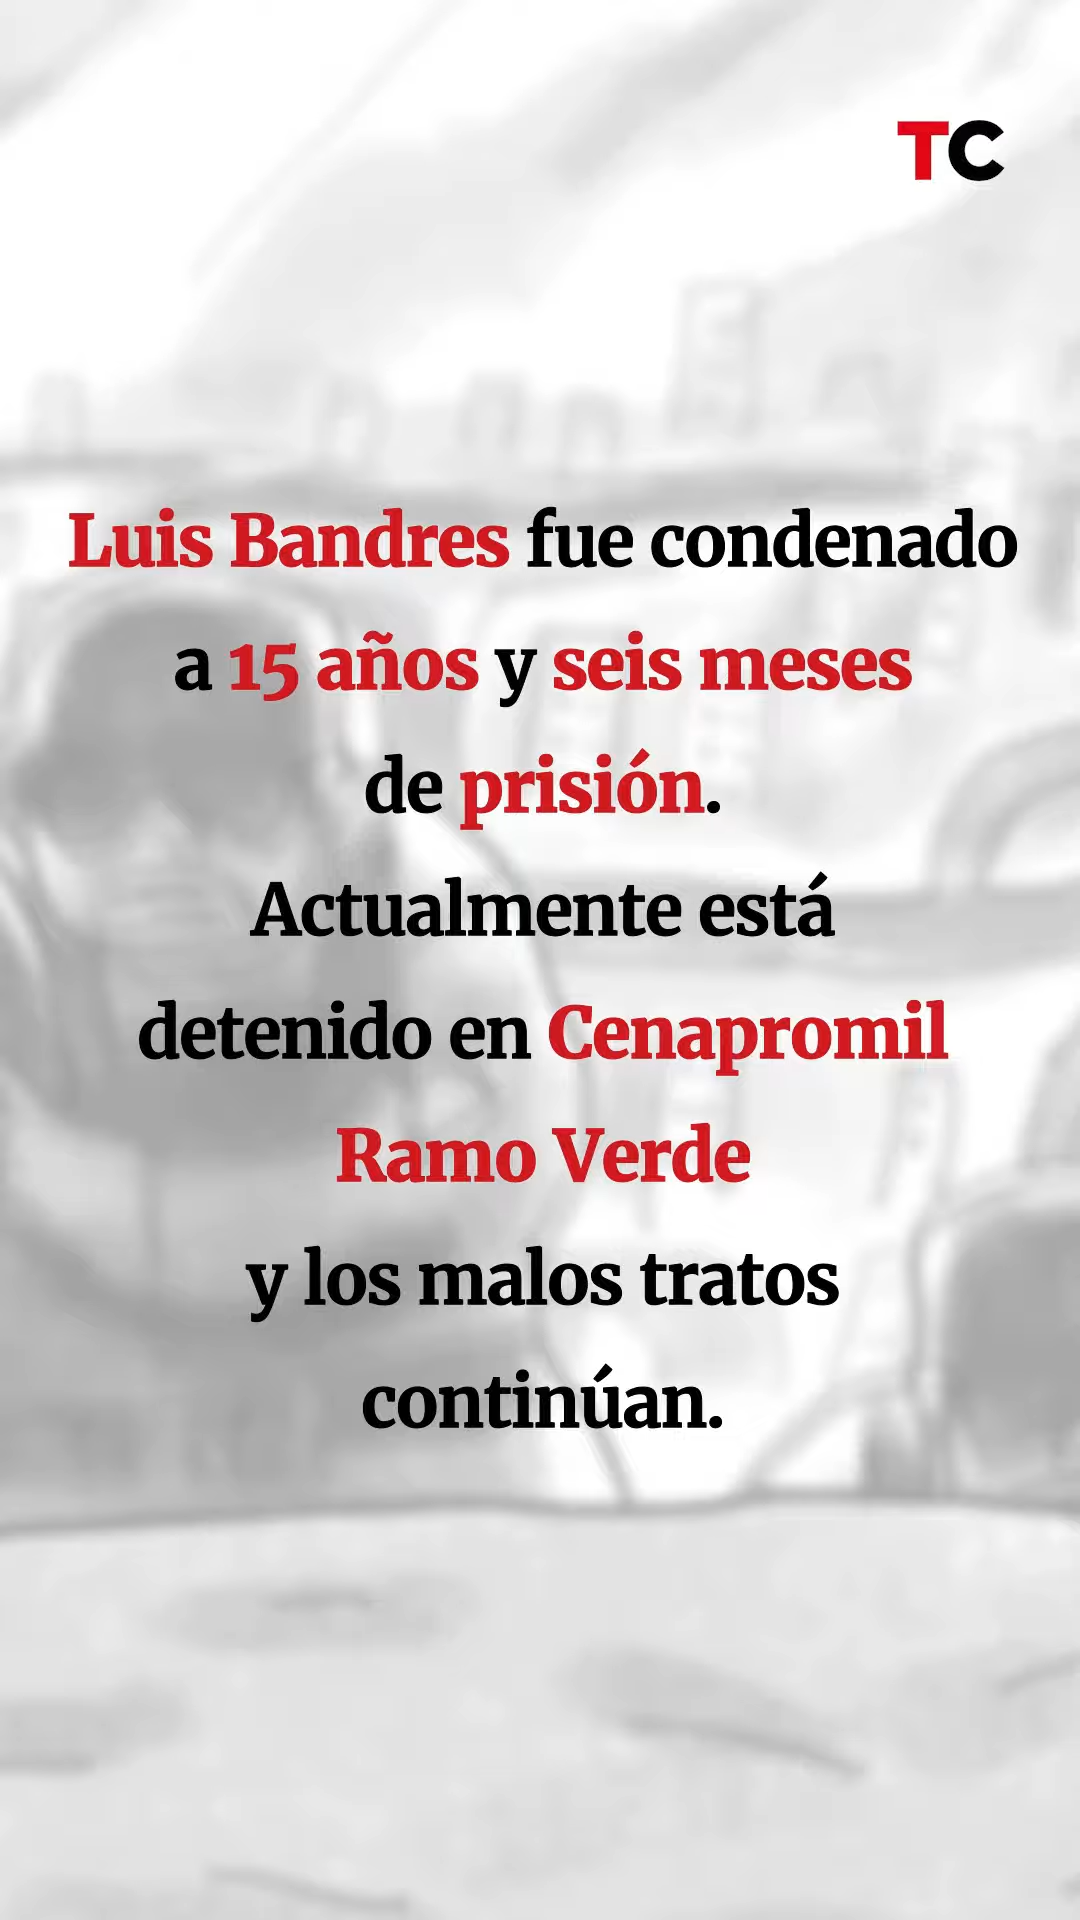 TC
Luis Bandres fue condenado
a 15 años y seis meses
de prisión.
Actualmente está
detenido en Cenapromil
Ramo Verde
y los malos tratos
continúan.